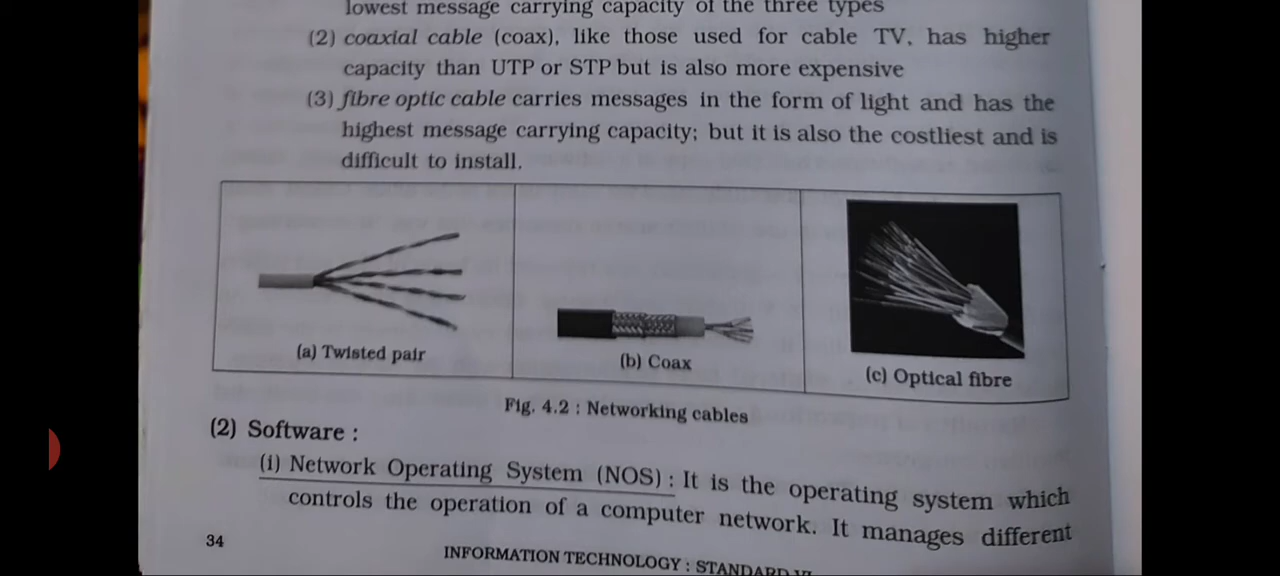 lowest message carrying capacity of the three types
(2) coaxial cable (coax), like those used for cable TV, has higher
capacity than UTP or STP but is also more expensive
(3) fibre optic cable carries messages in the form of light and has the
highest message carrying capacity; but it is also the costliest and is
difficult to install.
(a) Twisted pair
(b) Coax
(c) Optical fibre
Fig. 4.2 : Networking cables
(2) Software :
(i) Network Operating System (NOS) : It is the operating system which
controls the operation of a computer network. It manages different
34
INFORMATION TECHNOLOGY : STANDARD